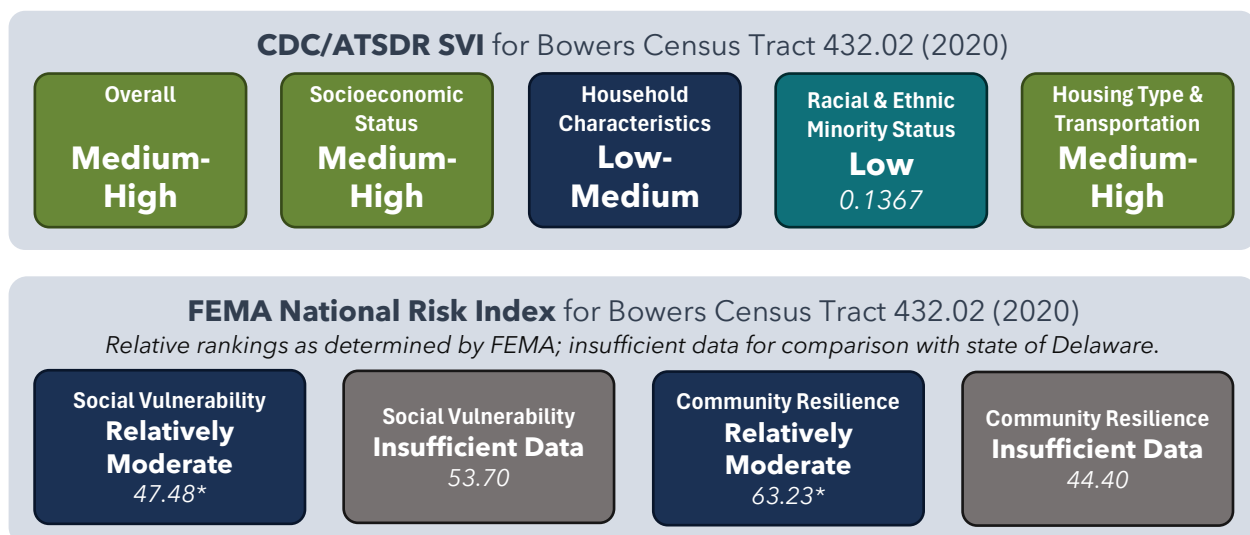 CDC/ATSDR SVI for Bowers Census Tract 432.02 (2020)
Overall
Medium-
High
Socioeconomic
Status
Medium-
High
Household
Characteristics
Low-
Medium
Racial & Ethnic
Minority Status
Low
0.1367
Housing Type &
Transportation
Medium-
High
FEMA National Risk Index for Bowers Census Tract 432.02 (2020)
Relative rankings as determined by FEMA; insufficient data for comparison with state of Delaware.
Social Vulnerability
Relatively
Moderate
47.48*
Social Vulnerability
Insufficient Data
53.70
Community Resilience
Relatively
Moderate
63.23*
Community Resilience
Insufficient Data
44.40